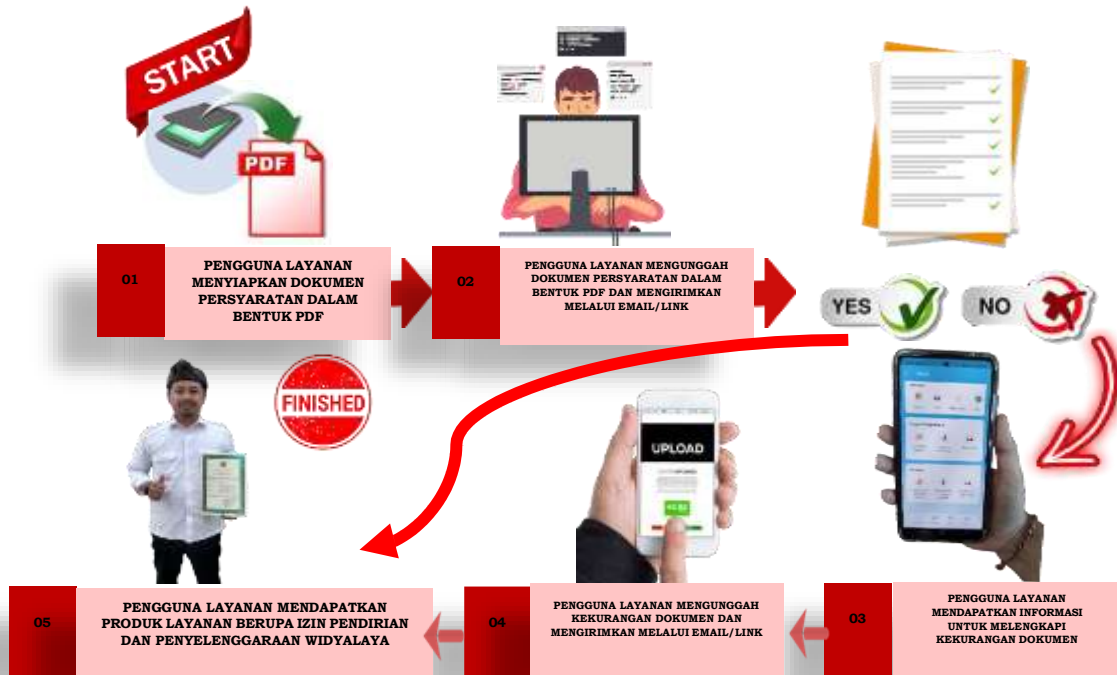 START
PDF
01
PENGGUNA LAYANAN
MENYIAPKAN DOKUMEN
PERSYARATAN DALAM
BENTUK PDF
02
PENGGUNA LAYANAN MENGUNGGAH
DOKUMEN PERSYARATAN DALAM
BENTUK PDF DAN MENGIRIMKAN
MELALUI EMAIL/LINK
YES
NO
FINISHED
UPLOAD
03
PENGGUNA LAYANAN
MENDAPATKAN INFORMASI
UNTUK MELENGKAPI
KEKURANGAN DOKUMEN
04
PENGGUNA LAYANAN MENGUNGGAH
KEKURANGAN DOKUMEN DAN
MENGIRIMKAN MELALUI EMAIL/LINK
05
PENGGUNA LAYANAN MENDAPATKAN
PRODUK LAYANAN BERUPA IZIN PENDIRIAN
DAN PENYELENGGARAAN WIDYALAYA